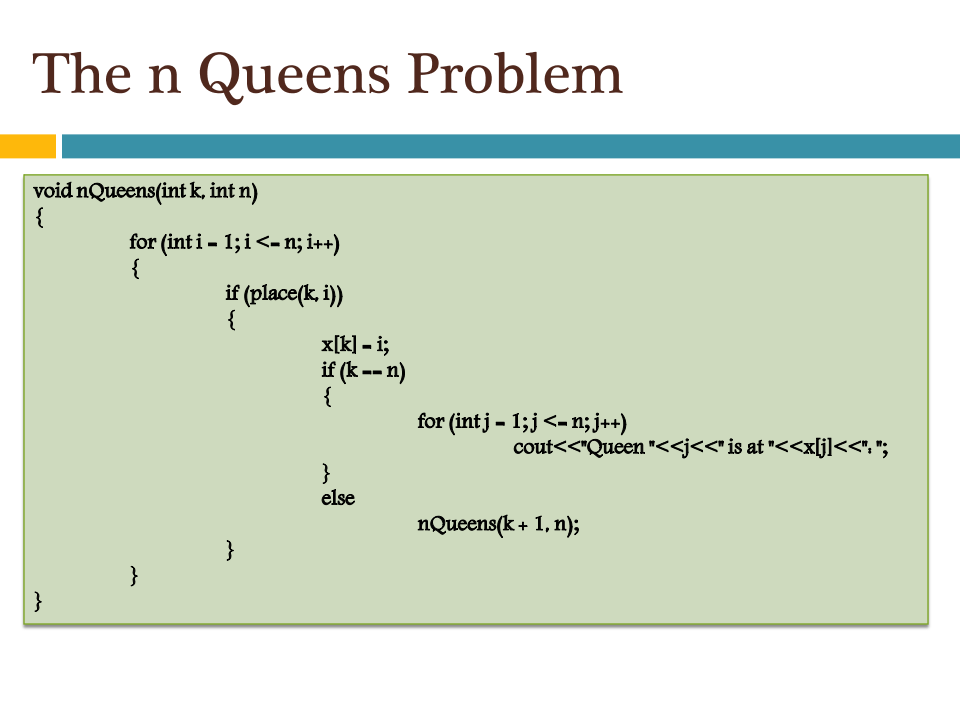 The n Queens Problem
void nQueens(int k, int n)
{
for (int i = 1; i <= n; i++)
{
if (place(k, i))
{
x[k] = i;
if (k == n)
{
for (int j = 1; j <= n; j++)
cout<<"Queen "<<j<<" is at "<<x[j]<<". ";
}
else
nQueens(k + 1, n);
}
}
}